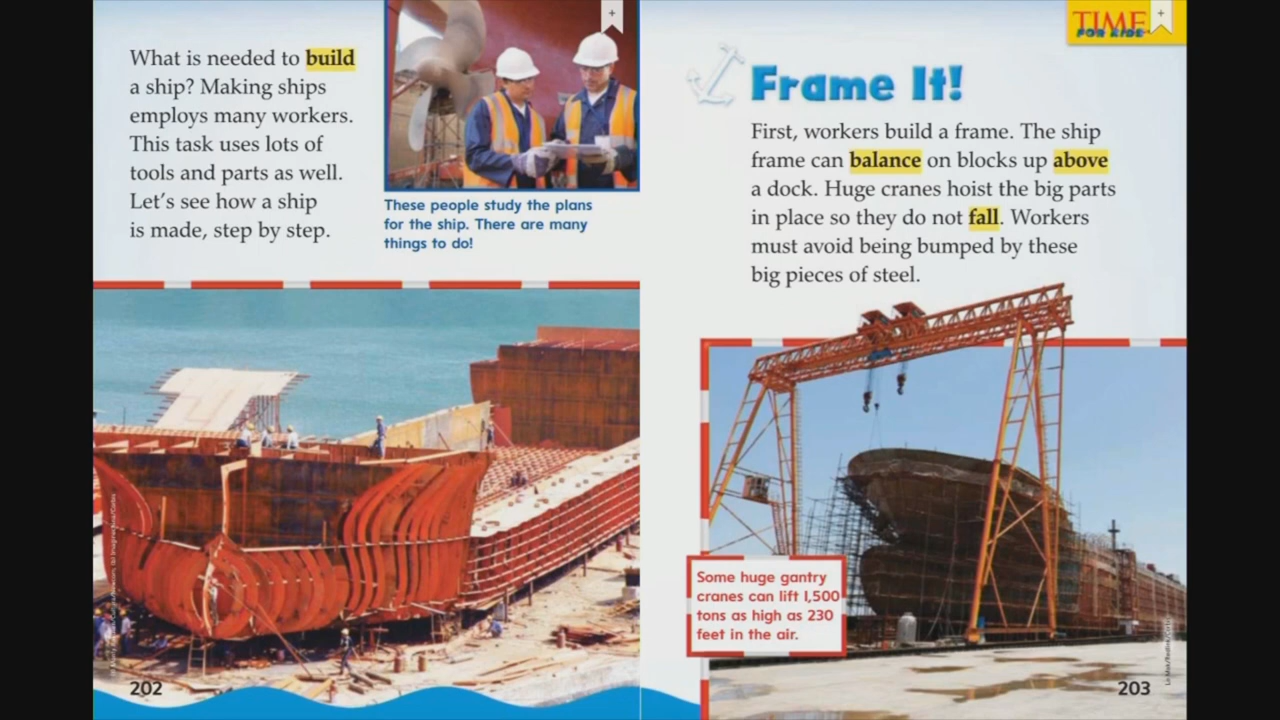 What is needed to build
a ship? Making ships
employs many workers.
This task uses lots of
tools and parts as well.
Let's see how a ship
is made, step by step.
These people study the plans
for the ship. There are many
things to do!
202
TIME
FOR KIDS
Frame It!
First, workers build a frame. The ship
frame can balance on blocks up above
a dock. Huge cranes hoist the big parts
in place so they do not fall. Workers
must avoid being bumped by these
big pieces of steel.
Some huge gantry
cranes can lift 1,500
tons as high as 230
feet in the air.
203